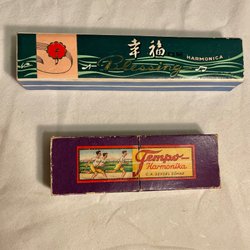 幸福
HARMONICA
Blessing
Tempo
Harmonika
C.A. SEYDEL SÖHNE